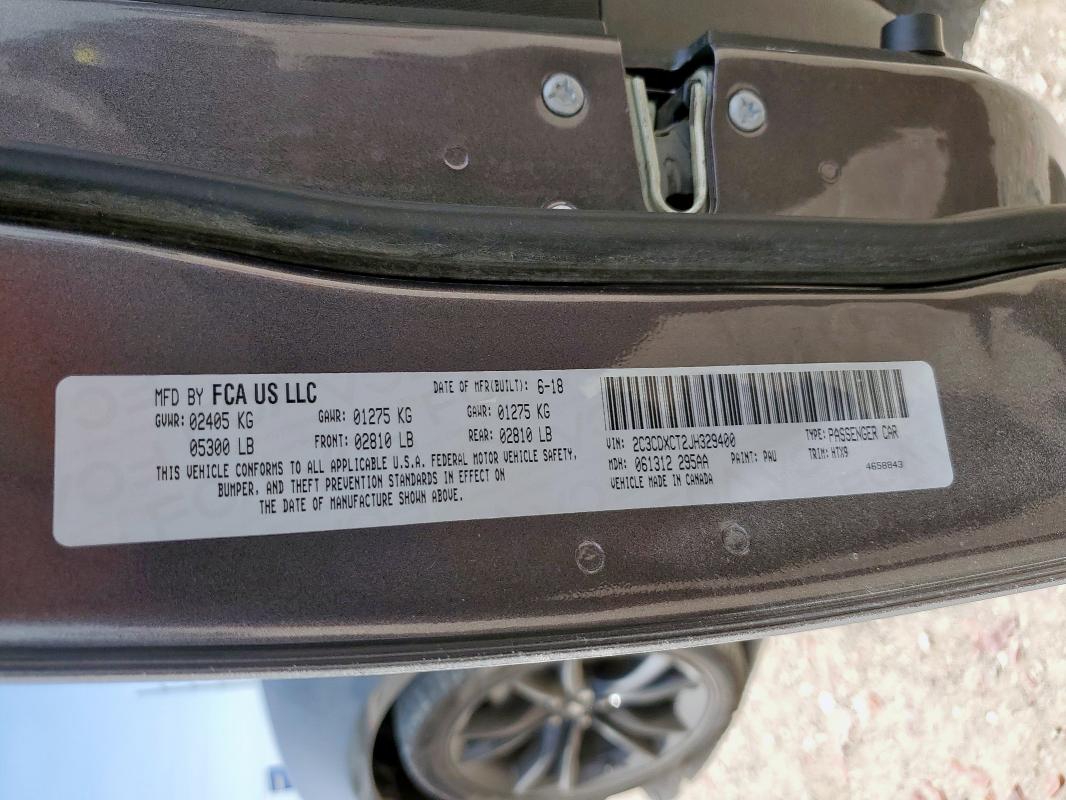 MFD BY FCA US LLC DATE OF MFR(BUILT): 6-18
GVWR: 02405 KG GAWR: 01275 KG GAWR: 01275 KG
05300 LB FRONT: 02810 LB REAR: 02810 LB
THIS VEHICLE CONFORMS TO ALL APPLICABLE U.S.A. FEDERAL MOTOR VEHICLE SAFETY,
BUMPER, AND THEFT PREVENTION STANDARDS IN EFFECT ON
THE DATE OF MANUFACTURE SHOWN ABOVE.
VIN: 2C3CDXCT2JH329400 TYPE: PASSENGER CAR
MDH: 061312 295AA PAINT: PAU TRIM: HTX9
VEHICLE MADE IN CANADA 4658843